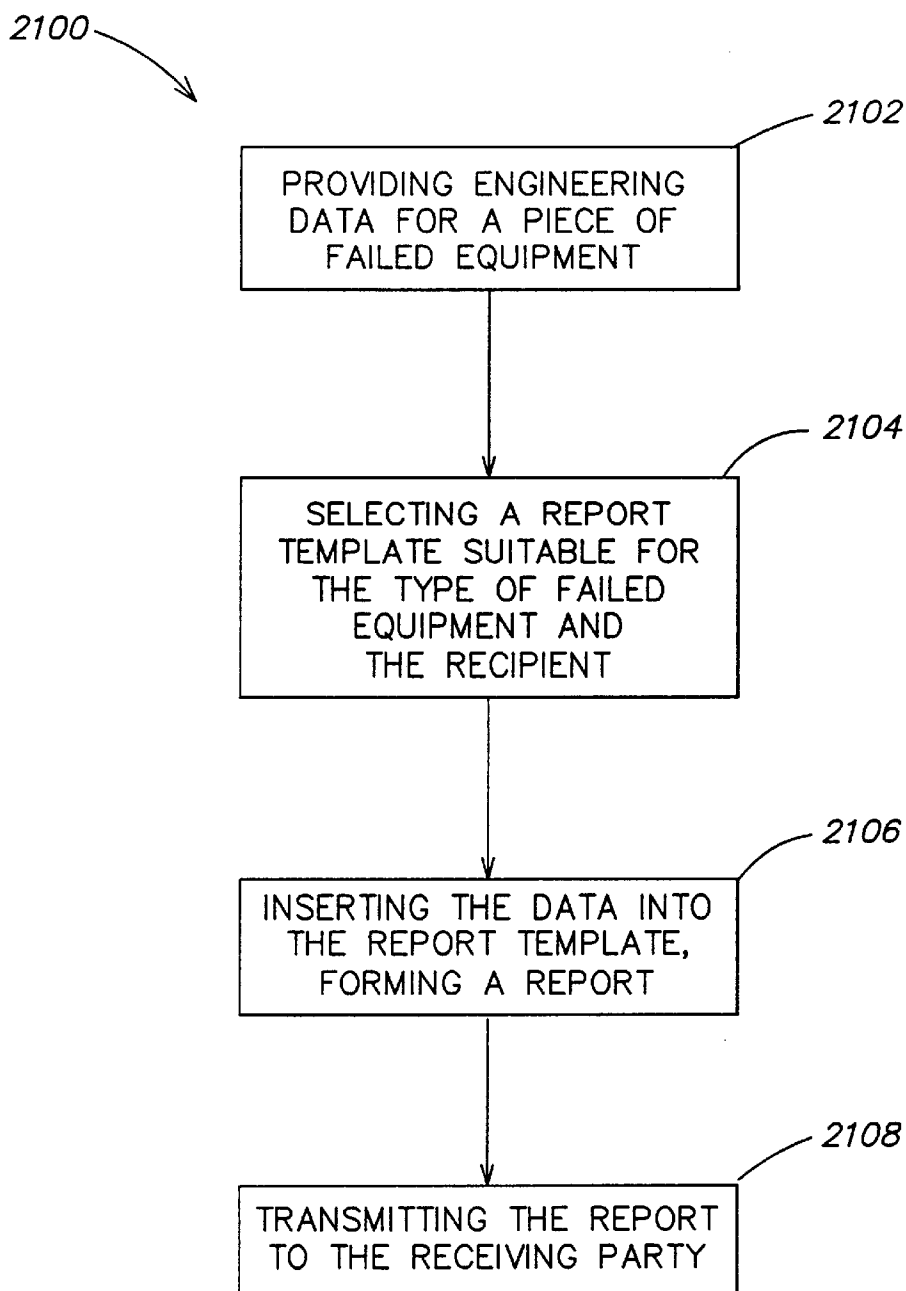 2100
2102
PROVIDING ENGINEERING
DATA FOR A PIECE OF
FAILED EQUIPMENT
2104
SELECTING A REPORT
TEMPLATE SUITABLE FOR
THE TYPE OF FAILED
EQUIPMENT AND
THE RECIPIENT
2106
INSERTING THE DATA INTO
THE REPORT TEMPLATE,
FORMING A REPORT
2108
TRANSMITTING THE REPORT
TO THE RECEIVING PARTY